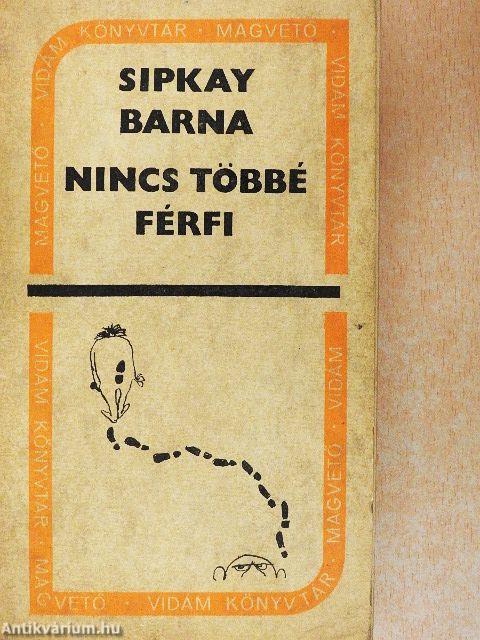 VIDÁM KÖNYVTÁR · MAGVETŐ · VIDÁM KÖNYVTÁR
MAGVETŐ ·
SIPKAY
BARNA
NINCS TÖBBÉ
FÉRFI
VIDÁM KÖNYVTÁR · MAGVETŐ · VIDÁM KÖNYVTÁR · MAGVETŐ · VIDÁM
Antikvárium.hu